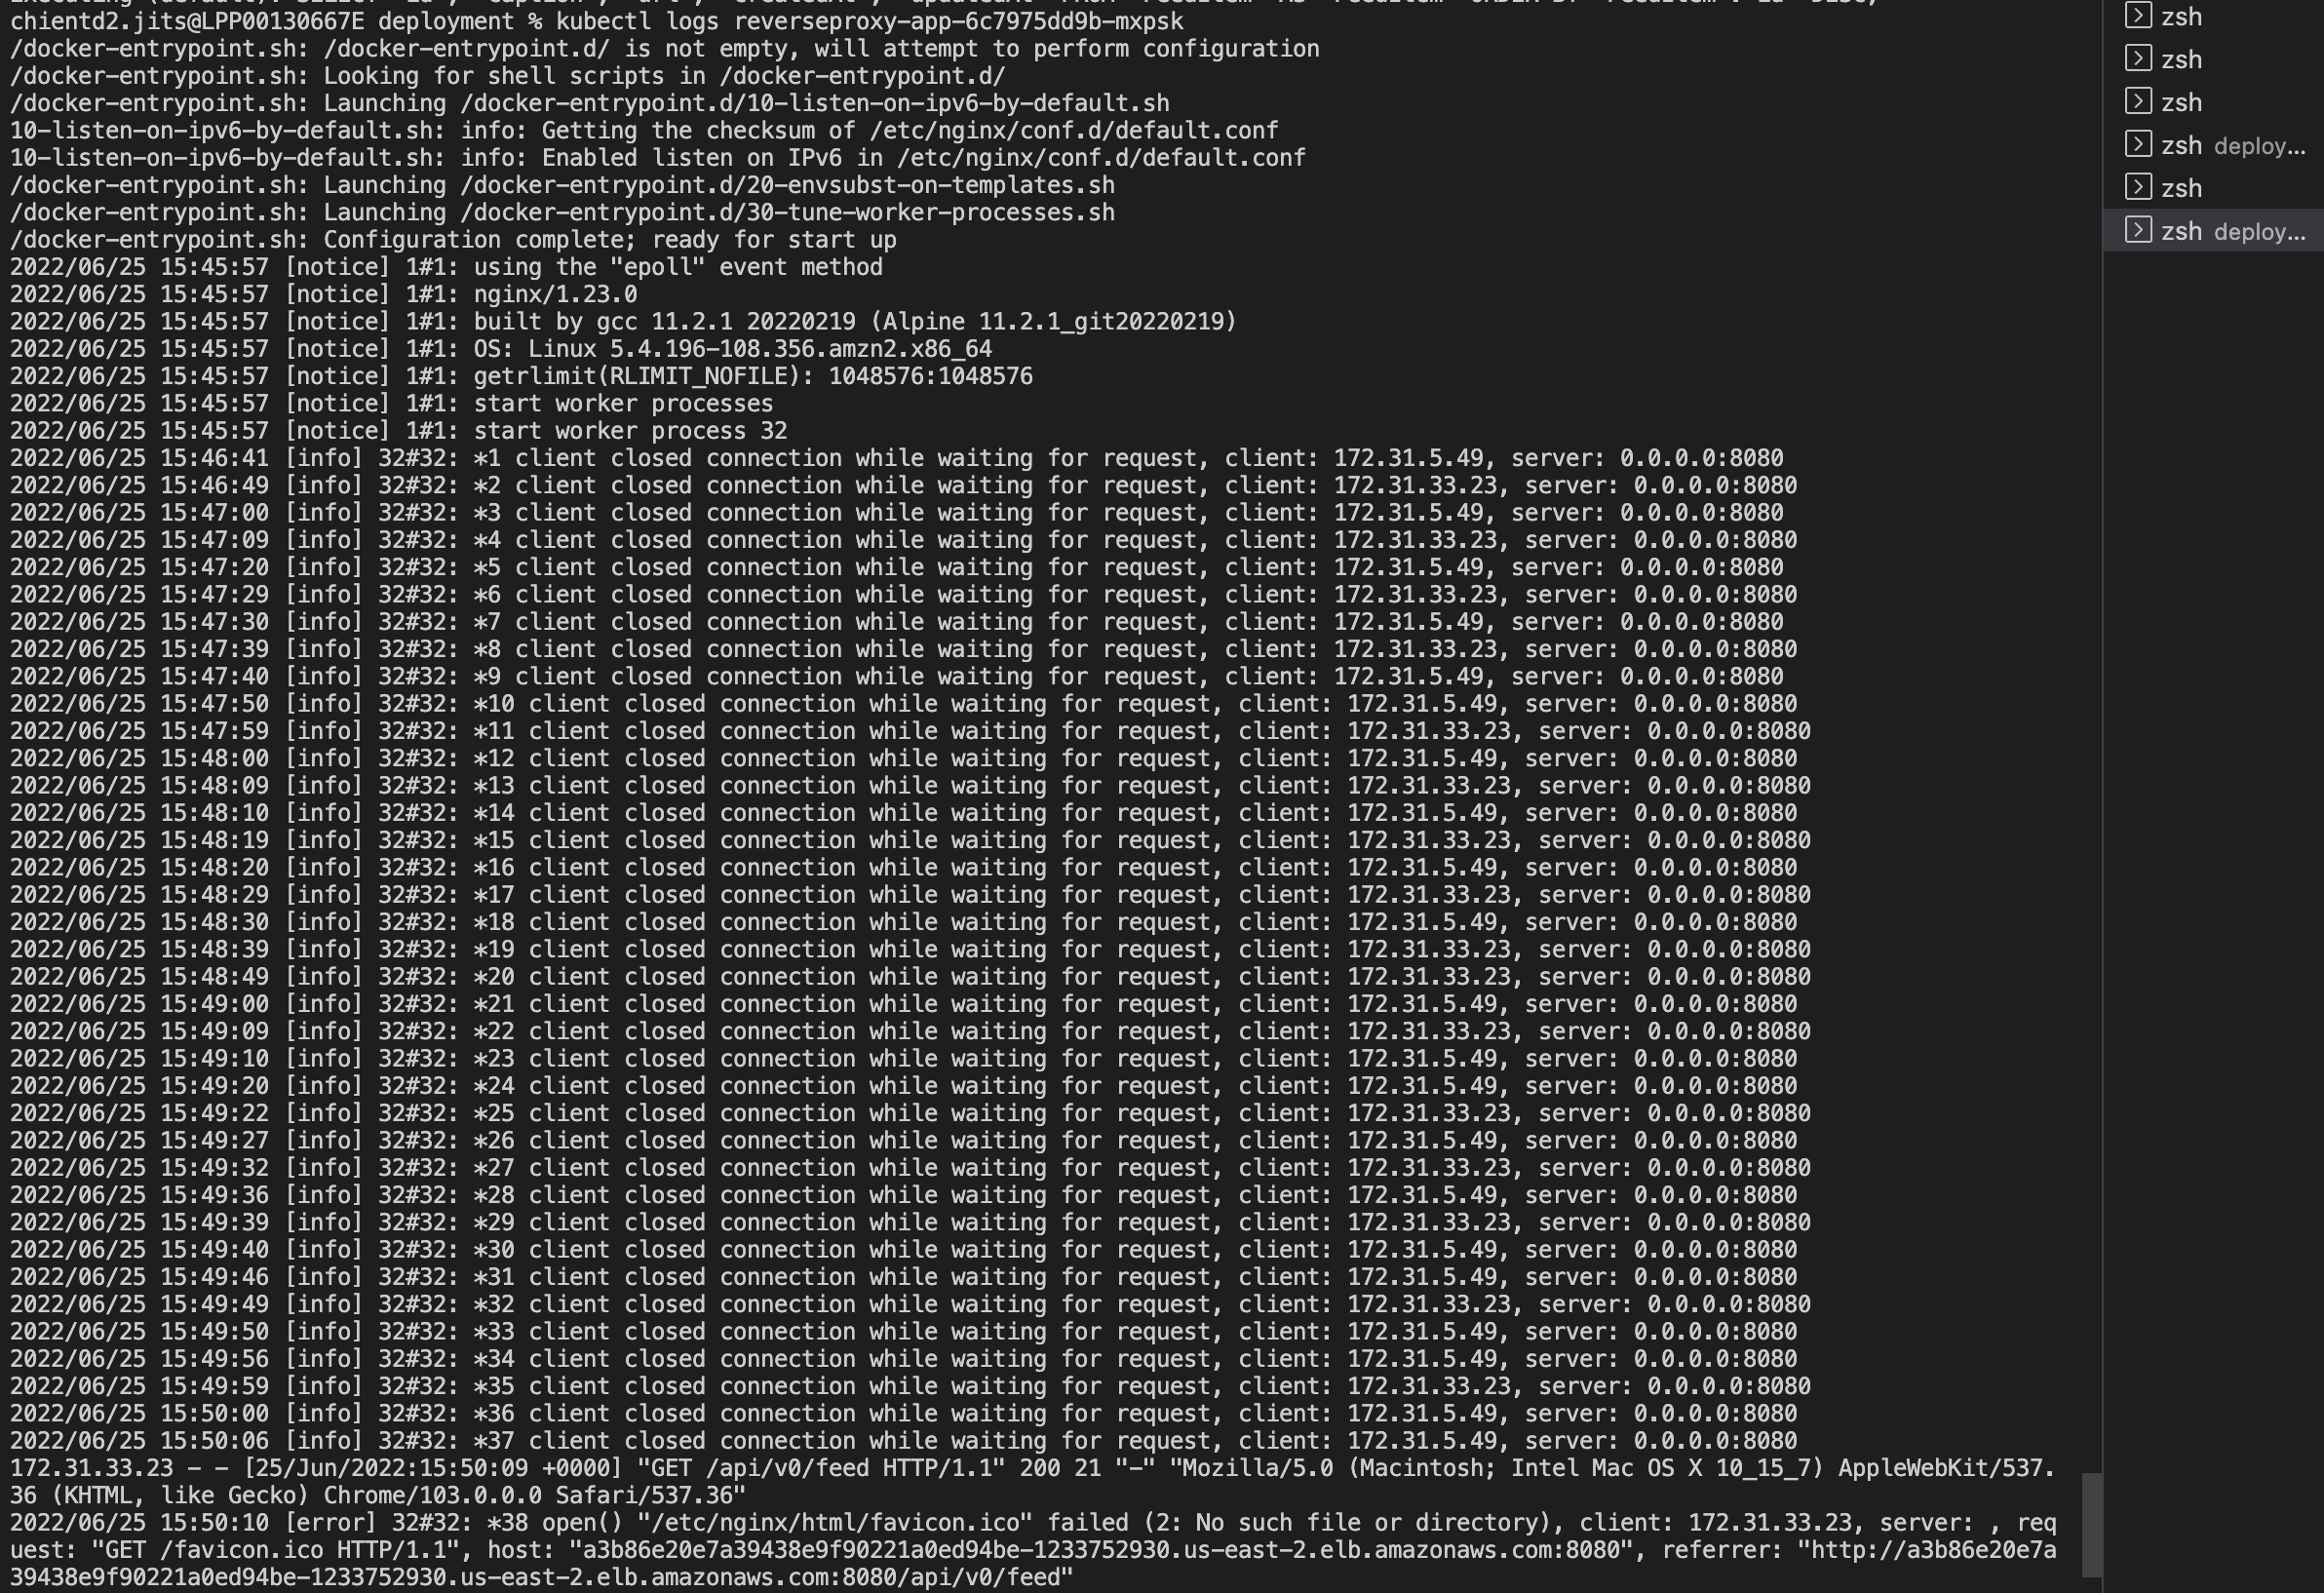 chientd2.jits@LPP00130667E deployment % kubectl logs reverseproxy-app-6c7975dd9b-mxpsk
/docker-entrypoint.sh: /docker-entrypoint.d/ is not empty, will attempt to perform configuration
/docker-entrypoint.sh: Looking for shell scripts in /docker-entrypoint.d/
/docker-entrypoint.sh: Launching /docker-entrypoint.d/10-listen-on-ipv6-by-default.sh
10-listen-on-ipv6-by-default.sh: info: Getting the checksum of /etc/nginx/conf.d/default.conf
10-listen-on-ipv6-by-default.sh: info: Enabled listen on IPv6 in /etc/nginx/conf.d/default.conf
/docker-entrypoint.sh: Launching /docker-entrypoint.d/20-envsubst-on-templates.sh
/docker-entrypoint.sh: Launching /docker-entrypoint.d/30-tune-worker-processes.sh
/docker-entrypoint.sh: Configuration complete; ready for start up
2022/06/25 15:45:57 [notice] 1#1: using the "epoll" event method
2022/06/25 15:45:57 [notice] 1#1: nginx/1.23.0
2022/06/25 15:45:57 [notice] 1#1: built by gcc 11.2.1 20220219 (Alpine 11.2.1_git20220219)
2022/06/25 15:45:57 [notice] 1#1: OS: Linux 5.4.196-108.356.amzn2.x86_64
2022/06/25 15:45:57 [notice] 1#1: getrlimit(RLIMIT_NOFILE): 1048576:1048576
2022/06/25 15:45:57 [notice] 1#1: start worker processes
2022/06/25 15:45:57 [notice] 1#1: start worker process 32
2022/06/25 15:46:41 [info] 32#32: *1 client closed connection while waiting for request, client: 172.31.5.49, server: 0.0.0.0:8080
2022/06/25 15:46:49 [info] 32#32: *2 client closed connection while waiting for request, client: 172.31.33.23, server: 0.0.0.0:8080
2022/06/25 15:47:00 [info] 32#32: *3 client closed connection while waiting for request, client: 172.31.5.49, server: 0.0.0.0:8080
2022/06/25 15:47:09 [info] 32#32: *4 client closed connection while waiting for request, client: 172.31.33.23, server: 0.0.0.0:8080
2022/06/25 15:47:20 [info] 32#32: *5 client closed connection while waiting for request, client: 172.31.5.49, server: 0.0.0.0:8080
2022/06/25 15:47:29 [info] 32#32: *6 client closed connection while waiting for request, client: 172.31.33.23, server: 0.0.0.0:8080
2022/06/25 15:47:30 [info] 32#32: *7 client closed connection while waiting for request, client: 172.31.5.49, server: 0.0.0.0:8080
2022/06/25 15:47:39 [info] 32#32: *8 client closed connection while waiting for request, client: 172.31.33.23, server: 0.0.0.0:8080
2022/06/25 15:47:40 [info] 32#32: *9 client closed connection while waiting for request, client: 172.31.5.49, server: 0.0.0.0:8080
2022/06/25 15:47:50 [info] 32#32: *10 client closed connection while waiting for request, client: 172.31.5.49, server: 0.0.0.0:8080
2022/06/25 15:47:59 [info] 32#32: *11 client closed connection while waiting for request, client: 172.31.33.23, server: 0.0.0.0:8080
2022/06/25 15:48:00 [info] 32#32: *12 client closed connection while waiting for request, client: 172.31.5.49, server: 0.0.0.0:8080
2022/06/25 15:48:09 [info] 32#32: *13 client closed connection while waiting for request, client: 172.31.33.23, server: 0.0.0.0:8080
2022/06/25 15:48:10 [info] 32#32: *14 client closed connection while waiting for request, client: 172.31.5.49, server: 0.0.0.0:8080
2022/06/25 15:48:19 [info] 32#32: *15 client closed connection while waiting for request, client: 172.31.33.23, server: 0.0.0.0:8080
2022/06/25 15:48:20 [info] 32#32: *16 client closed connection while waiting for request, client: 172.31.5.49, server: 0.0.0.0:8080
2022/06/25 15:48:29 [info] 32#32: *17 client closed connection while waiting for request, client: 172.31.33.23, server: 0.0.0.0:8080
2022/06/25 15:48:30 [info] 32#32: *18 client closed connection while waiting for request, client: 172.31.5.49, server: 0.0.0.0:8080
2022/06/25 15:48:39 [info] 32#32: *19 client closed connection while waiting for request, client: 172.31.33.23, server: 0.0.0.0:8080
2022/06/25 15:48:49 [info] 32#32: *20 client closed connection while waiting for request, client: 172.31.33.23, server: 0.0.0.0:8080
2022/06/25 15:49:00 [info] 32#32: *21 client closed connection while waiting for request, client: 172.31.5.49, server: 0.0.0.0:8080
2022/06/25 15:49:09 [info] 32#32: *22 client closed connection while waiting for request, client: 172.31.33.23, server: 0.0.0.0:8080
2022/06/25 15:49:10 [info] 32#32: *23 client closed connection while waiting for request, client: 172.31.5.49, server: 0.0.0.0:8080
2022/06/25 15:49:20 [info] 32#32: *24 client closed connection while waiting for request, client: 172.31.5.49, server: 0.0.0.0:8080
2022/06/25 15:49:22 [info] 32#32: *25 client closed connection while waiting for request, client: 172.31.33.23, server: 0.0.0.0:8080
2022/06/25 15:49:27 [info] 32#32: *26 client closed connection while waiting for request, client: 172.31.5.49, server: 0.0.0.0:8080
2022/06/25 15:49:32 [info] 32#32: *27 client closed connection while waiting for request, client: 172.31.33.23, server: 0.0.0.0:8080
2022/06/25 15:49:36 [info] 32#32: *28 client closed connection while waiting for request, client: 172.31.5.49, server: 0.0.0.0:8080
2022/06/25 15:49:39 [info] 32#32: *29 client closed connection while waiting for request, client: 172.31.33.23, server: 0.0.0.0:8080
2022/06/25 15:49:40 [info] 32#32: *30 client closed connection while waiting for request, client: 172.31.5.49, server: 0.0.0.0:8080
2022/06/25 15:49:46 [info] 32#32: *31 client closed connection while waiting for request, client: 172.31.5.49, server: 0.0.0.0:8080
2022/06/25 15:49:49 [info] 32#32: *32 client closed connection while waiting for request, client: 172.31.33.23, server: 0.0.0.0:8080
2022/06/25 15:49:50 [info] 32#32: *33 client closed connection while waiting for request, client: 172.31.5.49, server: 0.0.0.0:8080
2022/06/25 15:49:56 [info] 32#32: *34 client closed connection while waiting for request, client: 172.31.5.49, server: 0.0.0.0:8080
2022/06/25 15:49:59 [info] 32#32: *35 client closed connection while waiting for request, client: 172.31.33.23, server: 0.0.0.0:8080
2022/06/25 15:50:00 [info] 32#32: *36 client closed connection while waiting for request, client: 172.31.5.49, server: 0.0.0.0:8080
2022/06/25 15:50:06 [info] 32#32: *37 client closed connection while waiting for request, client: 172.31.5.49, server: 0.0.0.0:8080
172.31.33.23 - - [25/Jun/2022:15:50:09 +0000] "GET /api/v0/feed HTTP/1.1" 200 21 "-" "Mozilla/5.0 (Macintosh; Intel Mac OS X 10_15_7) AppleWebKit/537.
36 (KHTML, like Gecko) Chrome/103.0.0.0 Safari/537.36"
2022/06/25 15:50:10 [error] 32#32: *38 open() "/etc/nginx/html/favicon.ico" failed (2: No such file or directory), client: 172.31.33.23, server: , req
uest: "GET /favicon.ico HTTP/1.1", host: "a3b86e20e7a39438e9f90221a0ed94be-1233752930.us-east-2.elb.amazonaws.com:8080", referrer: "http://a3b86e20e7a
39438e9f90221a0ed94be-1233752930.us-east-2.elb.amazonaws.com:8080/api/v0/feed"
zsh
zsh
zsh
zsh deploy...
zsh
zsh deploy...